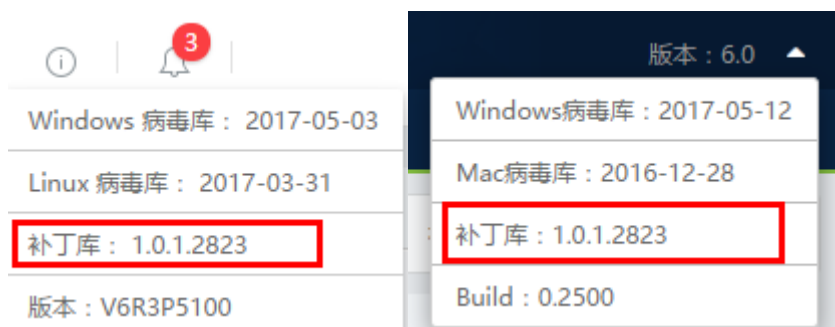 3
Windows 病毒库： 2017-05-03
Linux 病毒库： 2017-03-31
补丁库： 1.0.1.2823
版本：V6R3P5100
版本：6.0
Windows病毒库：2017-05-12
Mac病毒库：2016-12-28
补丁库：1.0.1.2823
Build：0.2500